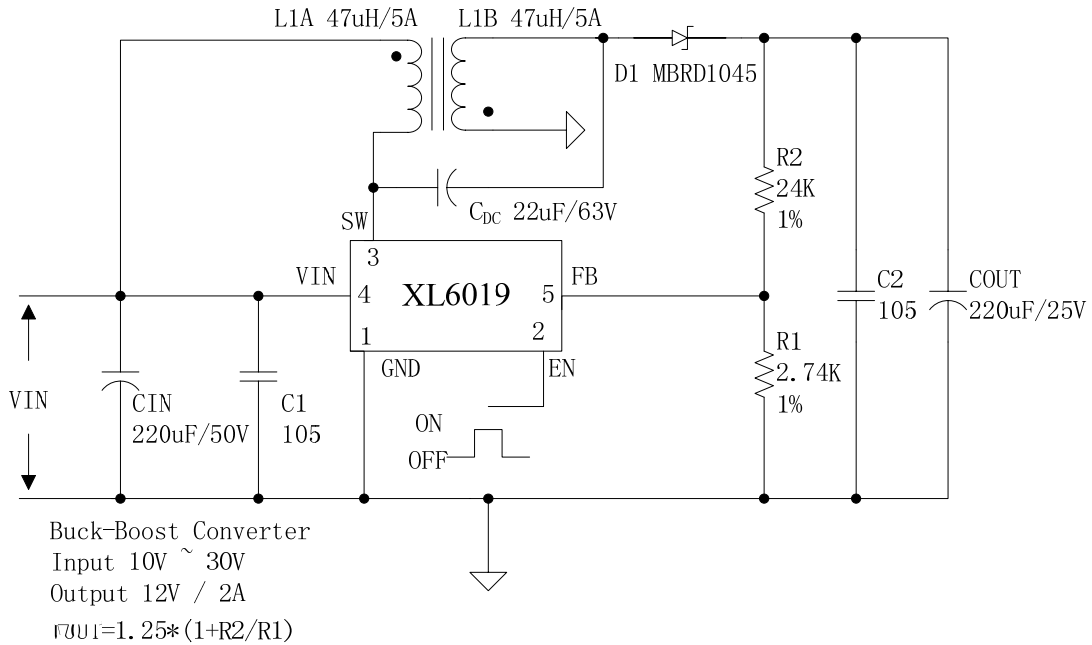 L1A 47uH/5A L1B 47uH/5A
D1 MBRD1045
R2
24K
1%
CDC 22uF/63V
SW
3
VIN
4
XL6019
5
FB
1
2
GND
EN
C2
105
COUT
220uF/25V
R1
2.74K
1%
VIN
CIN
220uF/50V
C1
105
ON
OFF
Buck-Boost Converter
Input 10V ~ 30V
Output 12V / 2A
=1.25*(1+R2/R1)